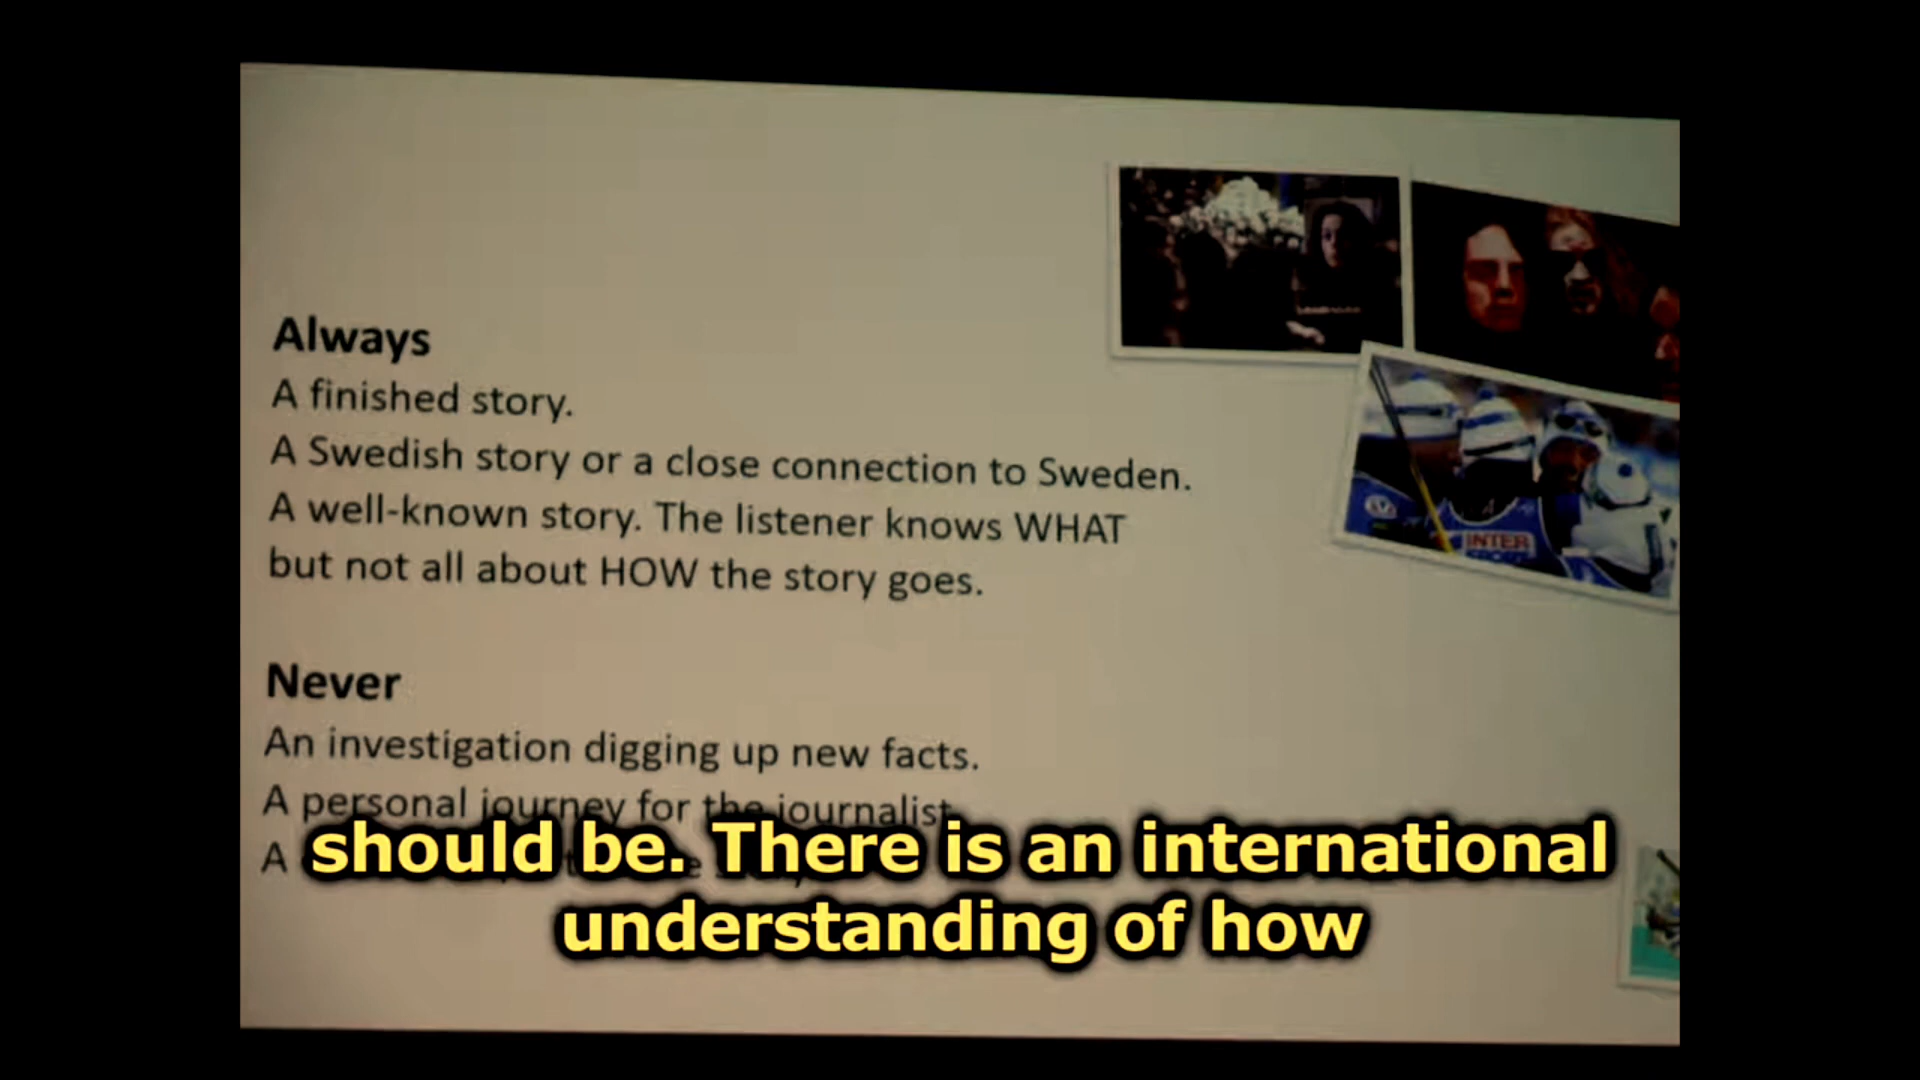 Always
A finished story.
A Swedish story or a close connection to Sweden.
A well-known story. The listener knows WHAT
but not all about HOW the story goes.
Never
An investigation digging up new facts.
A personal journey for the journalist
A
should be. There is an international
understanding of how
INTER